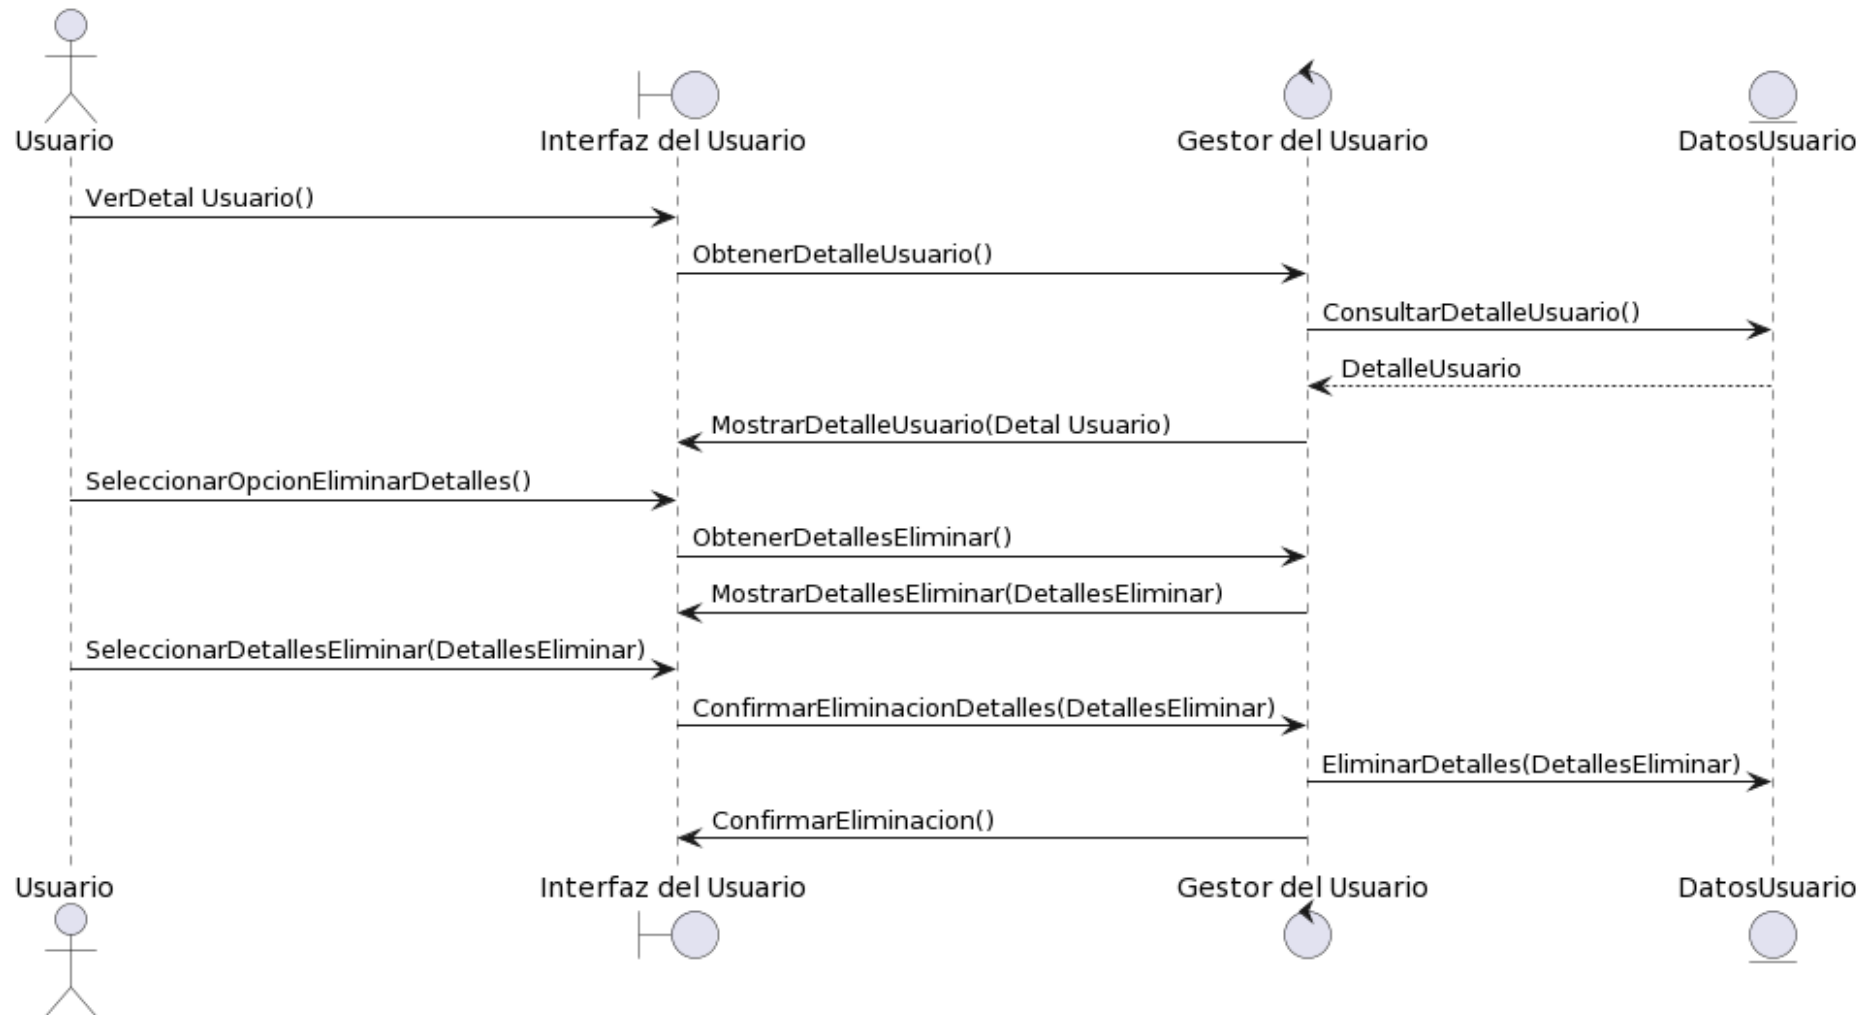 Usuario
Interfaz del Usuario
Gestor del Usuario
DatosUsuario
VerDetal Usuario()
ObtenerDetalleUsuario()
ConsultarDetalleUsuario()
DetalleUsuario
MostrarDetalleUsuario(Detal Usuario)
SeleccionarOpcionEliminarDetalles()
ObtenerDetallesEliminar()
MostrarDetallesEliminar(DetallesEliminar)
SeleccionarDetallesEliminar(DetallesEliminar)
ConfirmarEliminacionDetalles(DetallesEliminar)
EliminarDetalles(DetallesEliminar)
ConfirmarEliminacion()
Usuario
Interfaz del Usuario
Gestor del Usuario
DatosUsuario